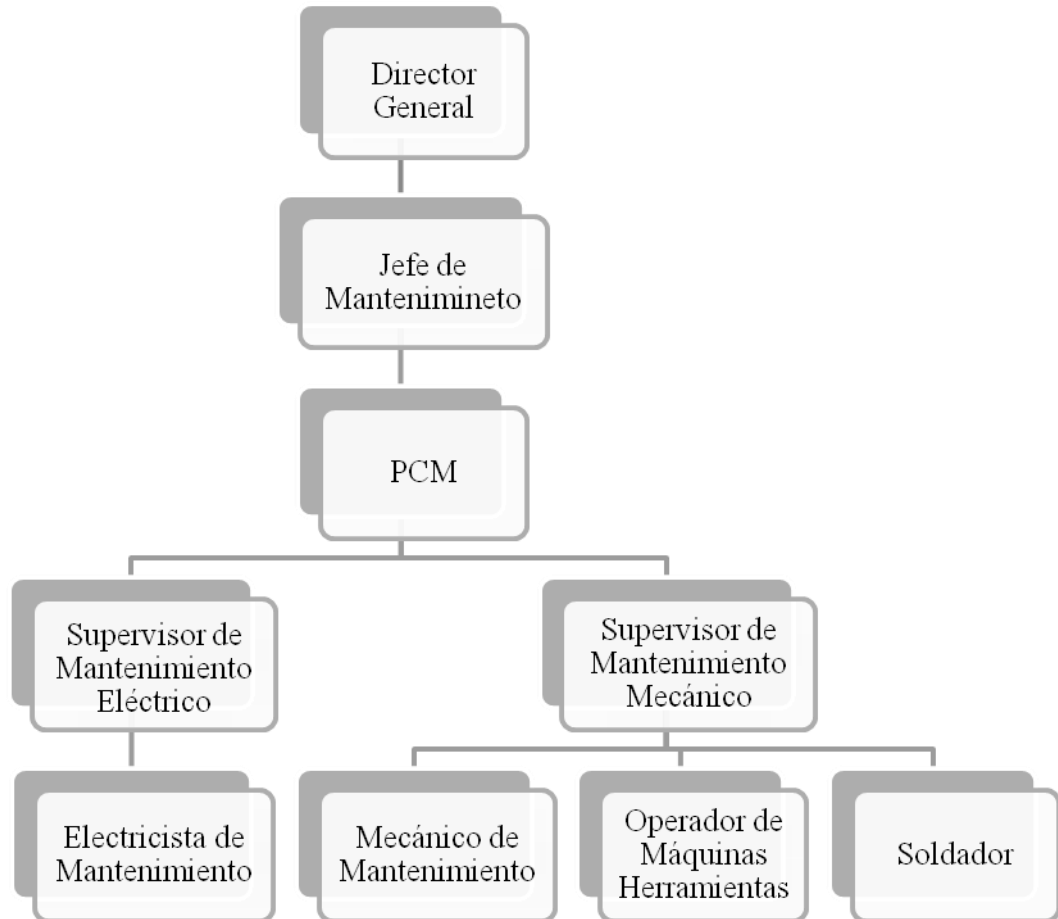 Director
General
Jefe de
Mantenimineto
PCM
Supervisor de
Mantenimiento
Eléctrico
Supervisor de
Mantenimiento
Mecánico
Electricista de
Mantenimiento
Mecánico de
Mantenimiento
Operador de
Máquinas
Herramientas
Soldador